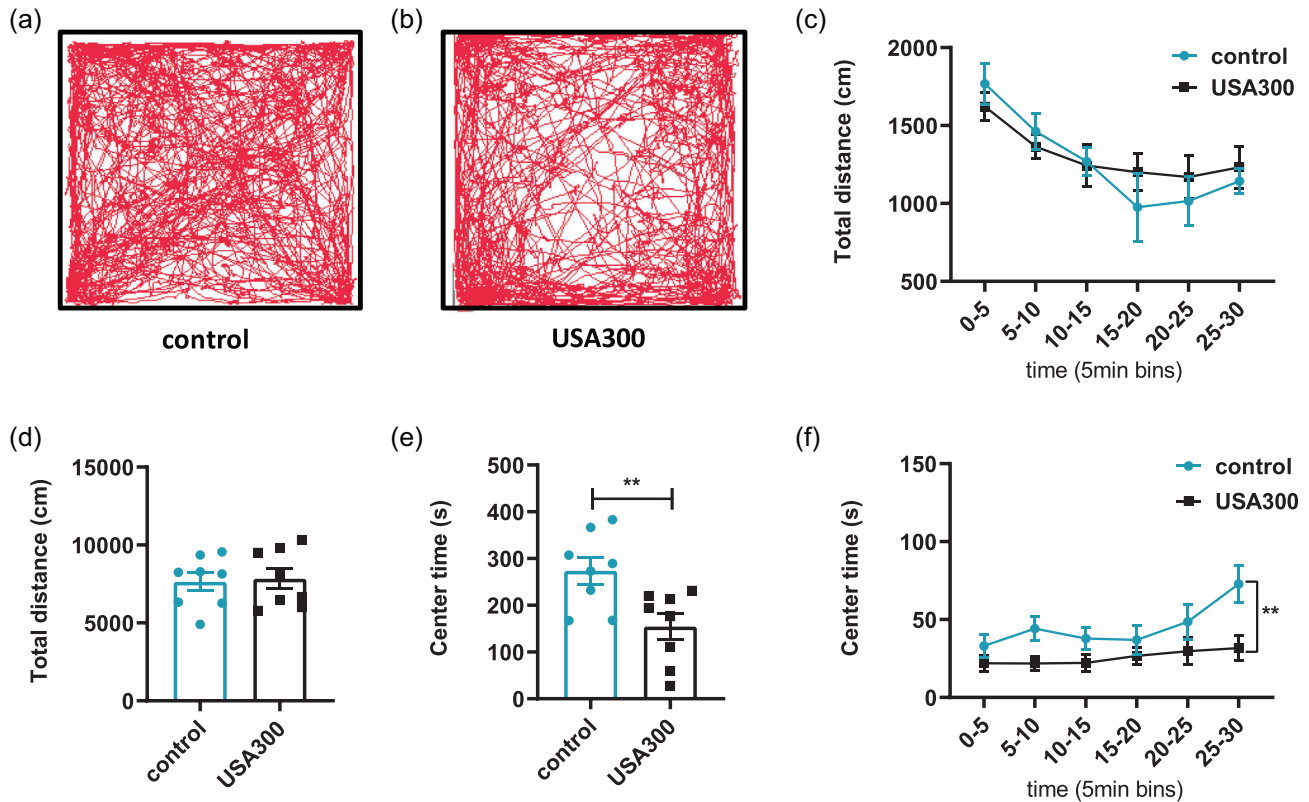 (a)
control
(b)
USA300
(c)
Total distance (cm)
2000
1500
1000
500
control
USA300
0-5
5-10
10-15
15-20
20-25
25-30
time (5min bins)
(d)
Total distance (cm)
15000
10000
5000
0
control
USA300
(e)
Center time (s)
500
400
300
200
100
0
**
control
USA300
(f)
Center time (s)
150
100
50
0
control
USA300
**
0-5
5-10
10-15
15-20
20-25
25-30
time (5min bins)